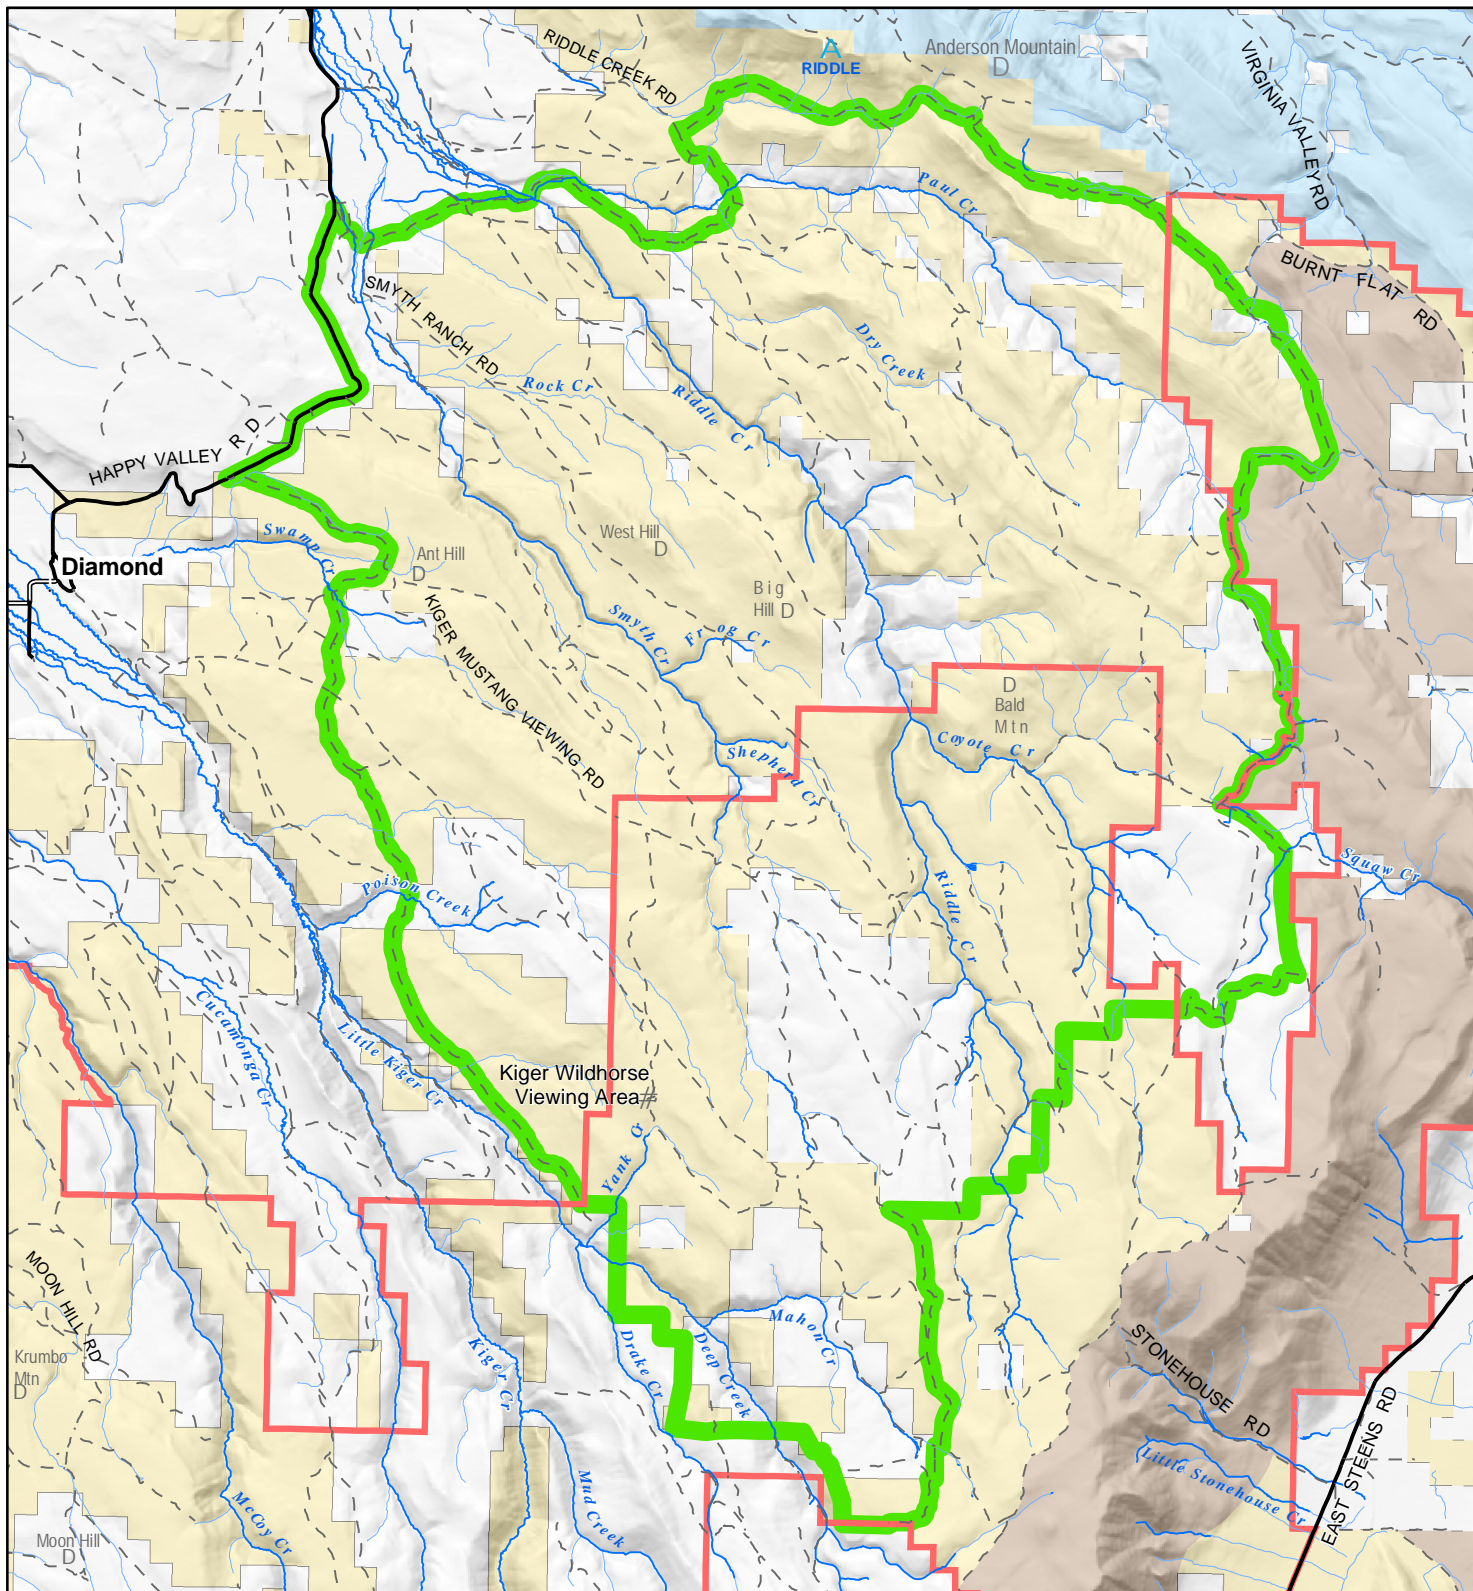 RIDDLE CREEK RD
RIDDLE
Anderson Mountain
VIRGINIA VALLEY RD
Paul Cr
BURNT FLAT RD
SMYTH RANCH RD
Rock Cr
Dry Creek
Riddle Cr
HAPPY VALLEY RD
Swamp Cr
Diamond
Ant Hill
West Hill
Big
Hill
KIGER MUSTANG VIEWING RD
Smyth Cr
Frog Cr
Bald
Mtn
Coyote Cr
Shepherd Cr
Squaw Cr
Poison Creek
Riddle Cr
Cucamonga Cr
Little Kiger Cr
Kiger Wildhorse
Viewing Area
Yank Cr
MOON HILL RD
Krumbo
Mtn
Kiger Cr
Drake Cr
Deep Creek
Mahon Cr
STONEHOUSE RD
Little Stonehouse Cr
EAST STEENS RD
McCoy Cr
Mud Creek
Moon Hill